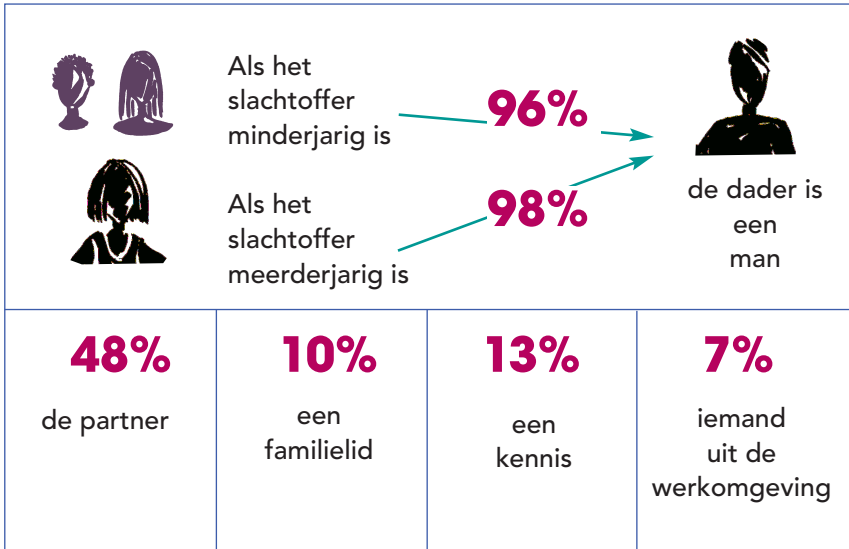 Als het
slachtoffer
minderjarig is
96%
Als het
slachtoffer
meerderjarig is
98%
de dader is
een
man
48%
de partner
10%
een
familielid
13%
een
kennis
7%
iemand
uit de
werkomgeving